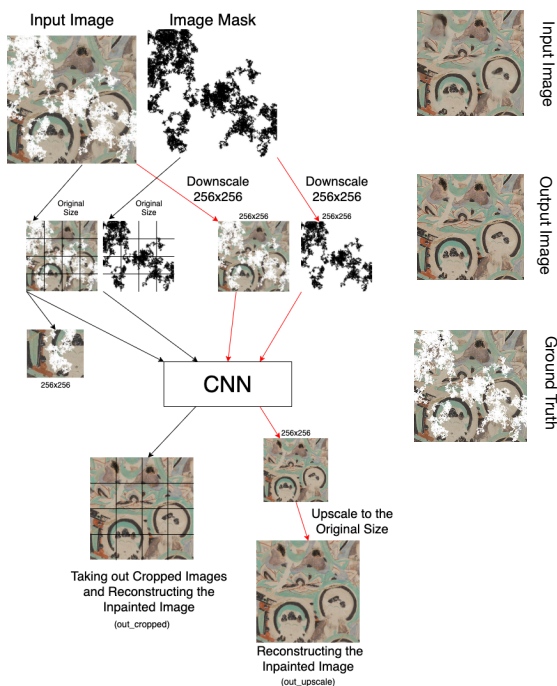 Input Image
Image Mask
Original
Size
Original
Size
Downscale
256x256
Downscale
256x256
256x256
256x256
256x256
CNN
256x256
Upscale to the
Original Size
Taking out Cropped Images
and Reconstructing the
Inpainted Image
(out_cropped)
Reconstructing the
Inpainted Image
(out_upscale)
Input Image
Output Image
Ground Truth